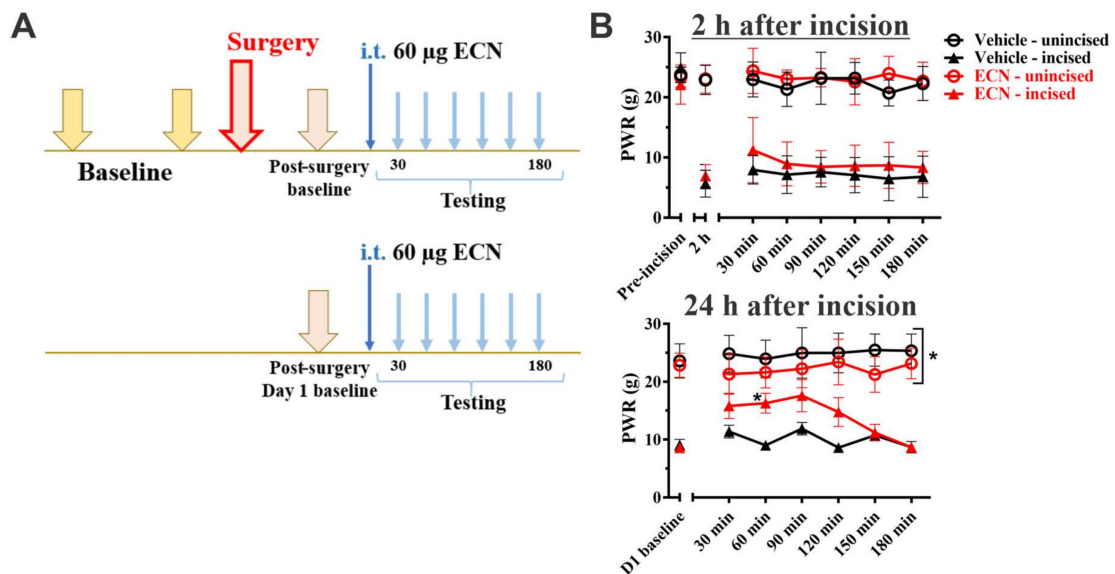 A
Surgery
i.t. 60 µg ECN
Baseline
Post-surgery
baseline
30
180
Testing
i.t. 60 µg ECN
Post-surgery
Day 1 baseline
30
180
Testing
B
2 h after incision
PWR (g)
30
20
10
0
Pre-incision
2 h
30 min
60 min
90 min
120 min
150 min
180 min
Vehicle - unincised
Vehicle - incised
ECN - unincised
ECN - incised
24 h after incision
PWR (g)
30
20
10
0
*
*
D1 baseline
30 min
60 min
90 min
120 min
150 min
180 min